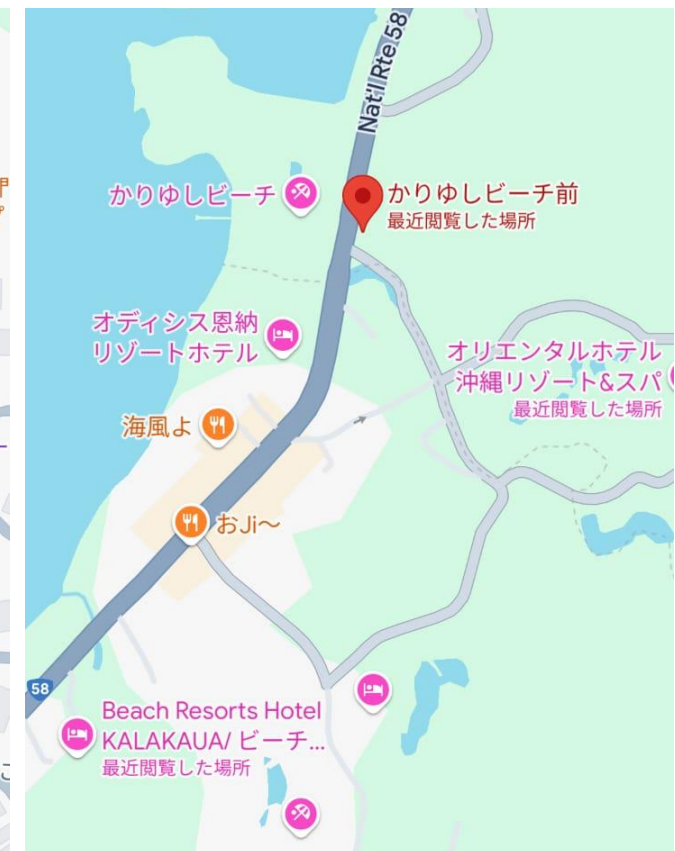 Nat'l Rte 58
かりゆしビーチ
かりゆしビーチ前
最近閲覧した場所
オディシス恩納
リゾートホテル
オリエンタルホテル
沖縄リゾート&スパ
最近閲覧した場所
海風よ
おJi〜
58
Beach Resorts Hotel
KALAKAUA/ ビーチ...
最近閲覧した場所